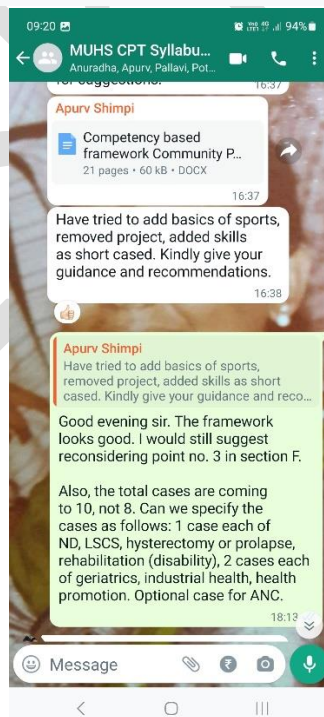 09:20
94%
MUHS CPT Syllabu...
Anuradha, Apurv, Pallavi, Pot...
for suggestions.
16:37
Apurv Shimpi
Competency based
framework Community P...
21 pages • 60 kB • DOCX
16:37
Have tried to add basics of sports,
removed project, added skills
as short cased. Kindly give your
guidance and recommendations.
16:38
Apurv Shimpi
Have tried to add basics of sports,
removed project, added skills as short
cased. Kindly give your guidance and reco...
Good evening sir. The framework
looks good. I would still suggest
reconsidering point no. 3 in section F.
Also, the total cases are coming
to 10, not 8. Can we specify the
cases as follows: 1 case each of
ND, LSCS, hysterectomy or prolapse,
rehabilitation (disability), 2 cases each
of geriatrics, industrial health, health
promotion. Optional case for ANC.
18:13
Message